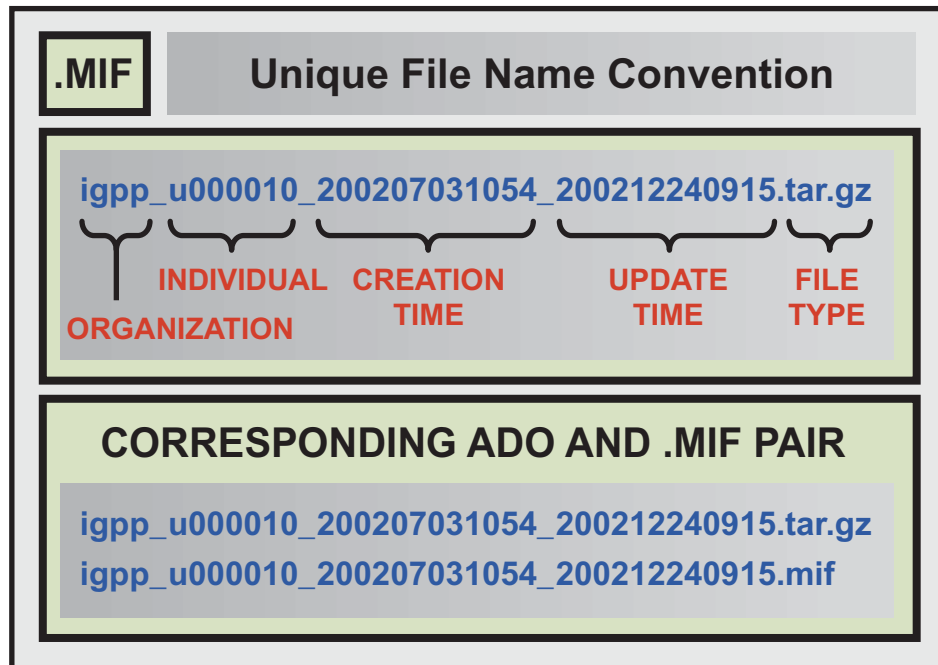 .MIF
Unique File Name Convention
igpp_u000010_200207031054_200212240915.tar.gz
INDIVIDUAL
CREATION
TIME
UPDATE
TIME
FILE
TYPE
ORGANIZATION
CORRESPONDING ADO AND .MIF PAIR
igpp_u000010_200207031054_200212240915.tar.gz
igpp_u000010_200207031054_200212240915.mif